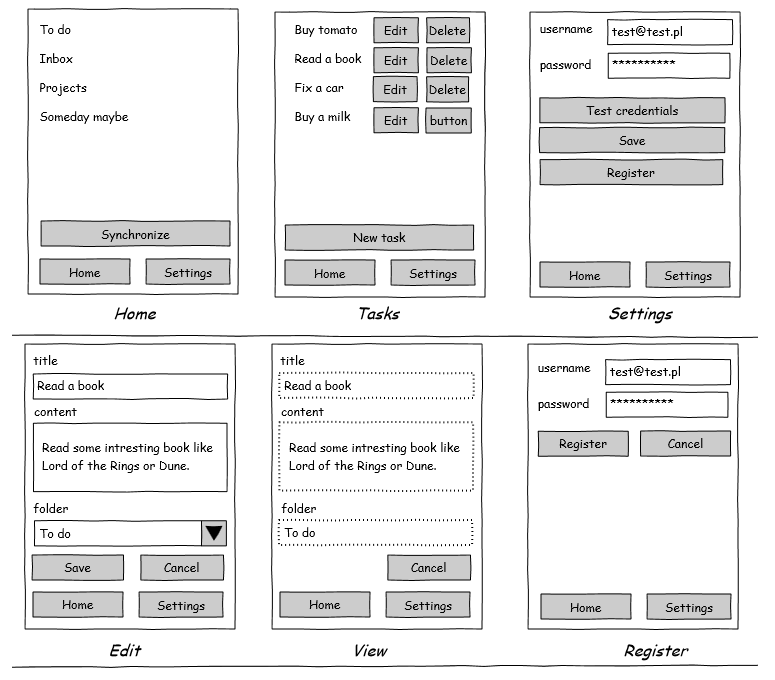 To do
Inbox
Projects
Someday maybe
Synchronize
Home Settings
Home
Buy tomato Edit Delete
Read a book Edit Delete
Fix a car Edit Delete
Buy a milk Edit button
New task
Home Settings
Tasks
username test@test.pl
password **********
Test credentials
Save
Register
Home Settings
Settings
title
Read a book
content
Read some intresting book like
Lord of the Rings or Dune.
folder
To do
Save Cancel
Home Settings
Edit
title
Read a book
content
Read some intresting book like
Lord of the Rings or Dune.
folder
To do
Cancel
Home Settings
View
username test@test.pl
password **********
Register Cancel
Home Settings
Register